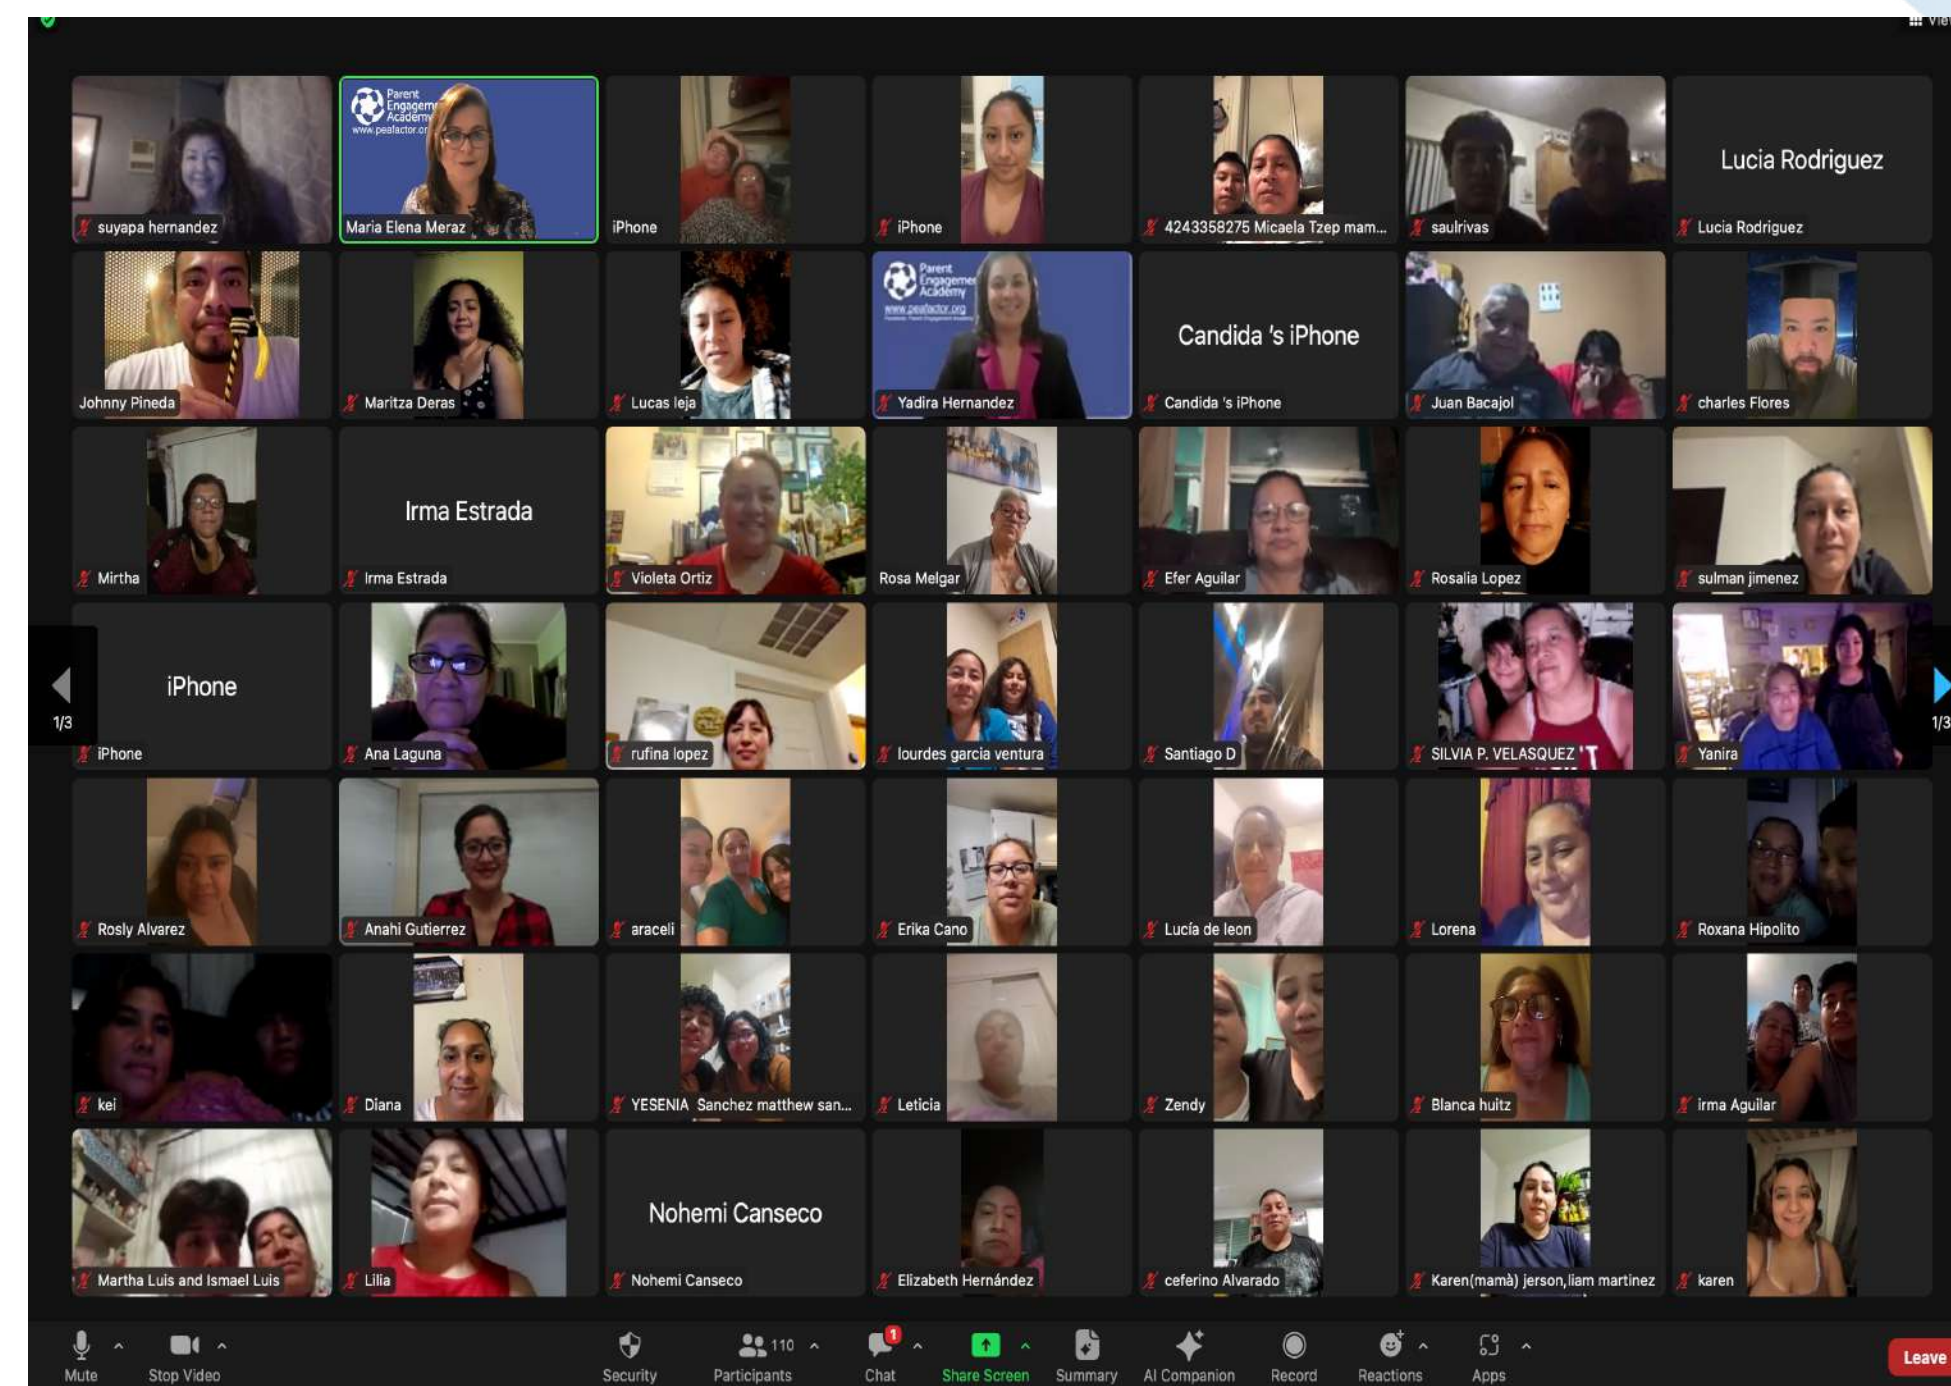 View
Parent
Engagem
Academy
www.peafactor.or
suyapa hernandez
Maria Elena Meraz
iPhone
iPhone
4243358275 Micaela Tzep mam...
saulrivas
Lucia Rodriguez
Lucia Rodriguez
Parent
Engageme
Academy
www.peafactor.org
Candida 's iPhone
Johnny Pineda
Maritza Deras
Lucas leja
Yadira Hernandez
Candida 's iPhone
Juan Bacajol
charles Flores
Irma Estrada
Mirtha
Irma Estrada
Violeta Ortiz
Rosa Melgar
Efer Aguilar
Rosalia Lopez
sulman jimenez
iPhone
1/3
1/3
iPhone
Ana Laguna
rufina lopez
lourdes garcia ventura
Santiago D
SILVIA P. VELASQUEZ
Yanira
Rosly Alvarez
Anahi Gutierrez
araceli
Erika Cano
Lucía de leon
Lorena
Roxana Hipolito
kei
Diana
YESENIA Sanchez matthew san...
Leticia
Zendy
Blanca huitz
irma Aguilar
Nohemi Canseco
Martha Luis and Ismael Luis
Lilia
Nohemi Canseco
Elizabeth Hernández
ceferino Alvarado
Karen(mamà) jerson,liam martinez
karen
110
1
Mute
Stop Video
Security
Participants
Chat
Share Screen
Summary
AI Companion
Record
Reactions
Apps
Leave